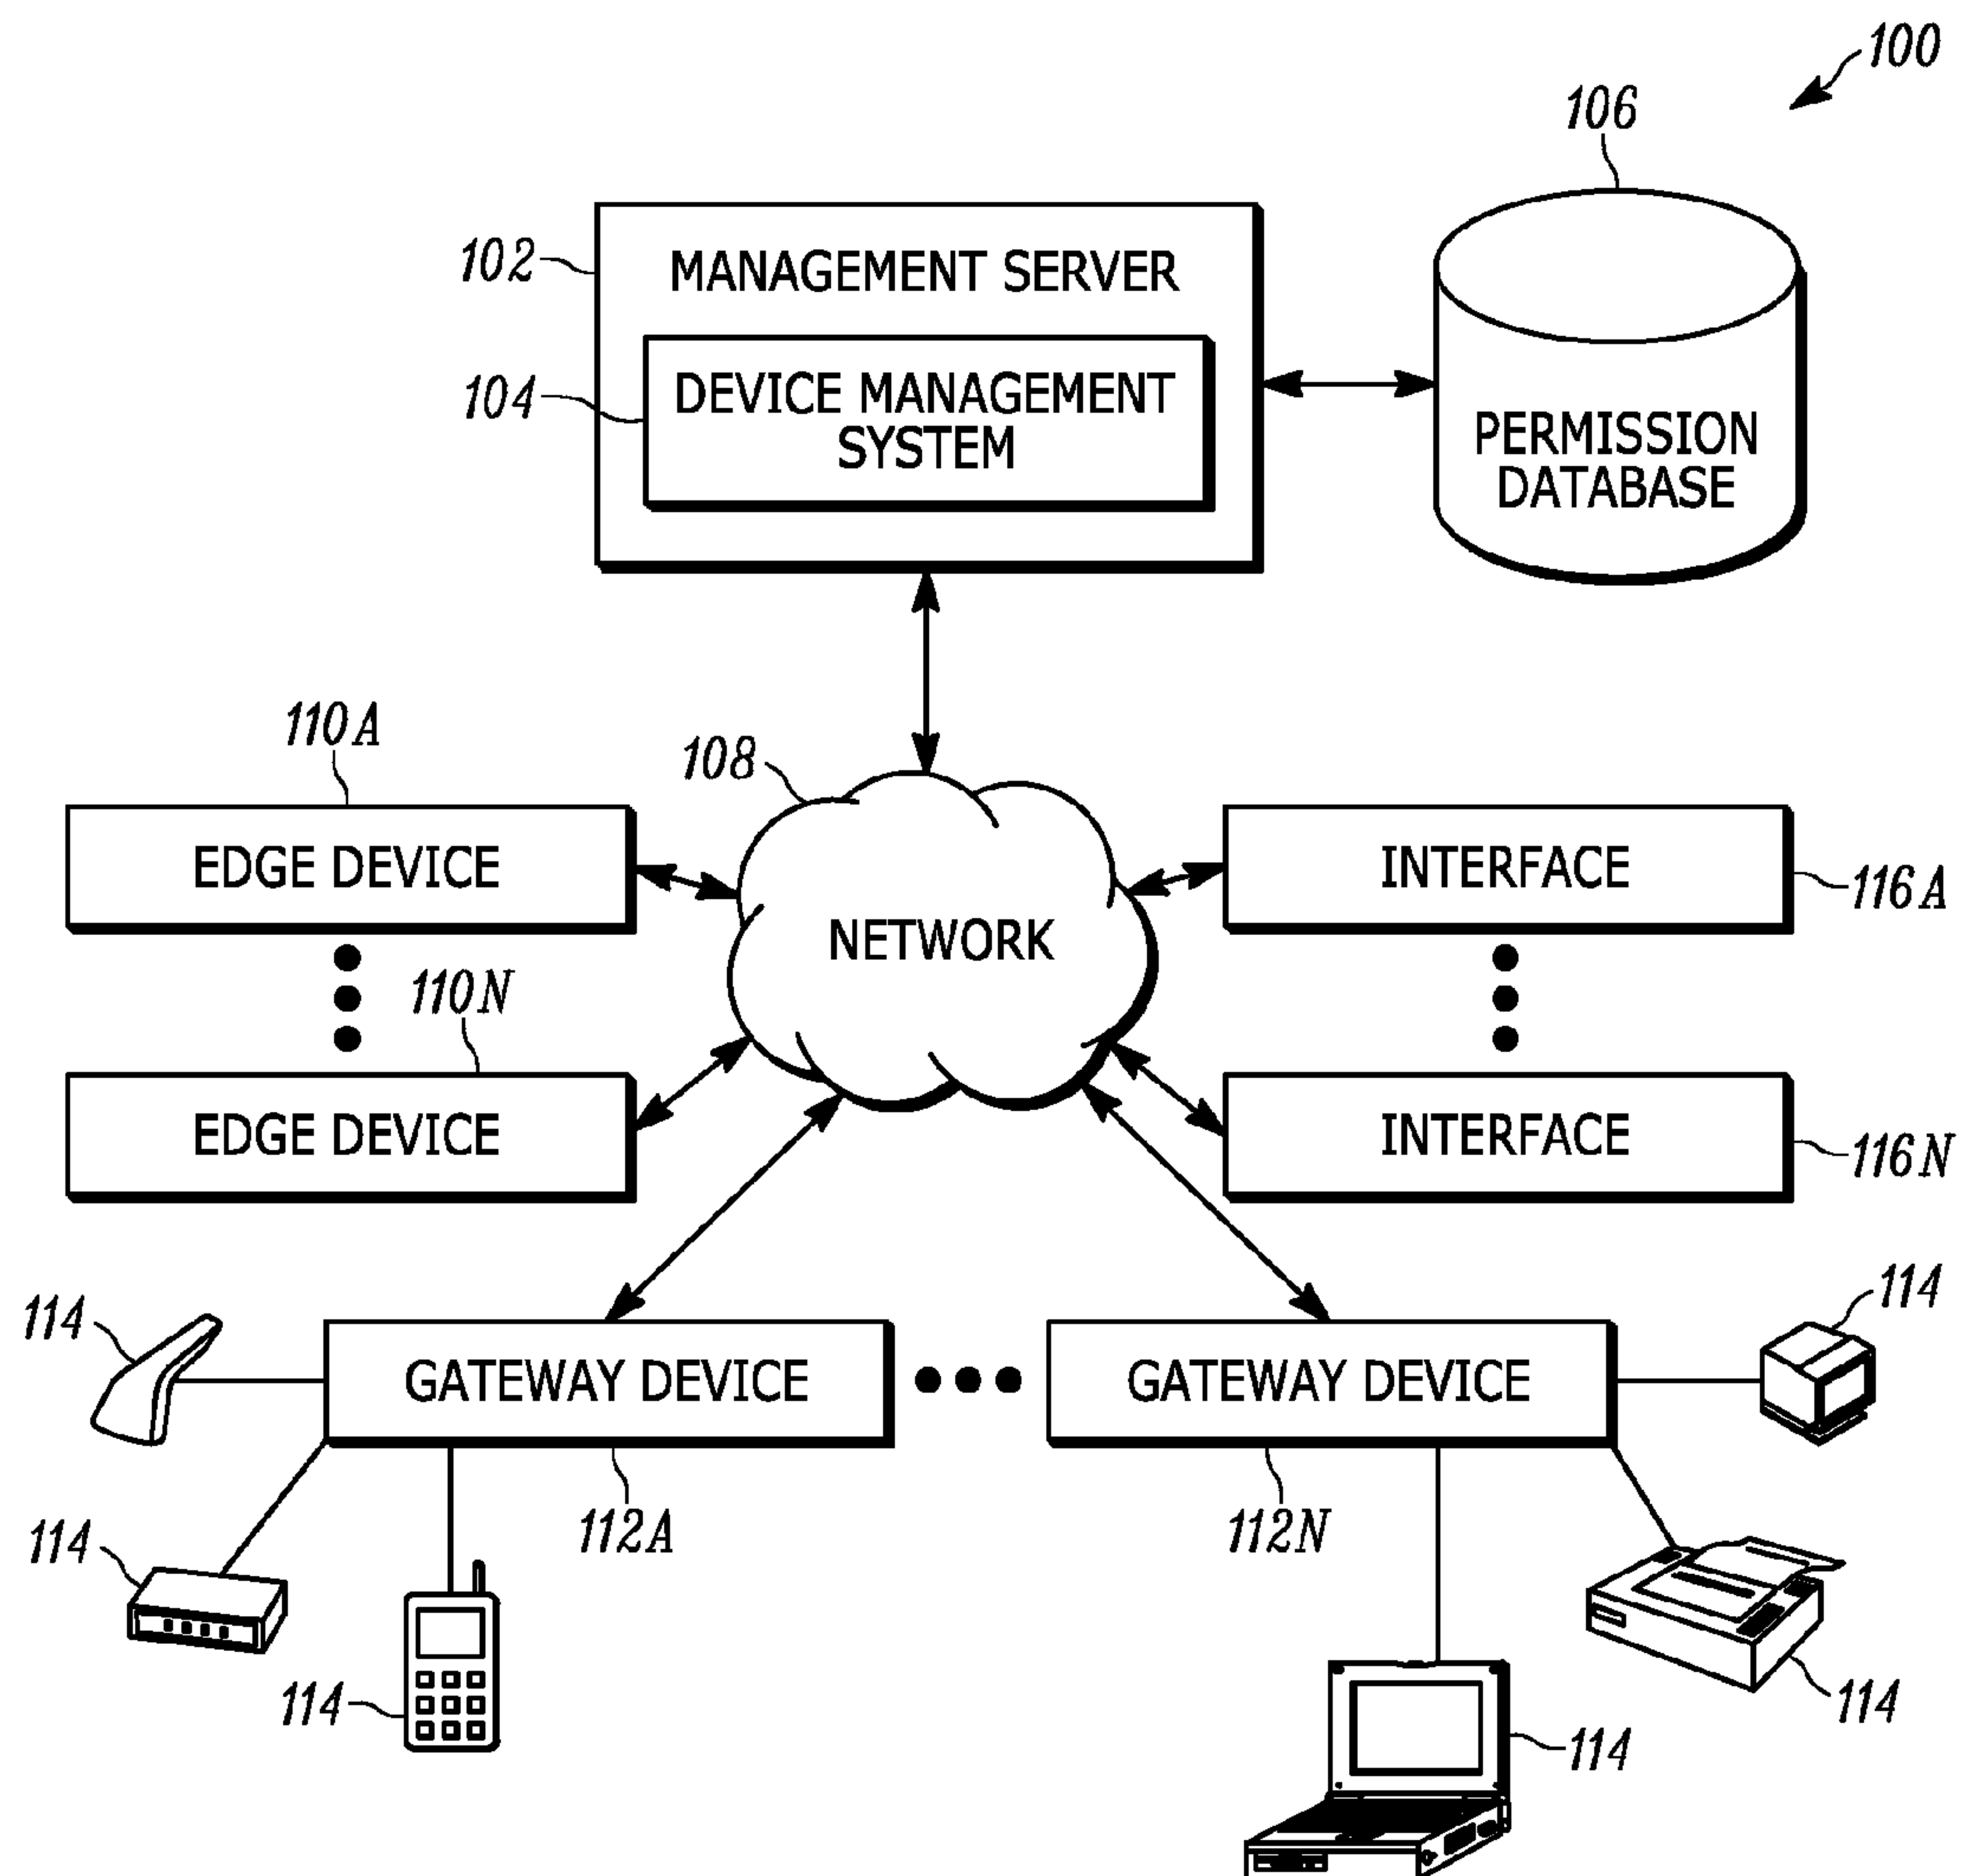 100
106
102
MANAGEMENT SERVER
104
DEVICE MANAGEMENT
SYSTEM
PERMISSION
DATABASE
110A
108
EDGE DEVICE
NETWORK
INTERFACE
116A
110N
EDGE DEVICE
INTERFACE
116N
114
GATEWAY DEVICE
GATEWAY DEVICE
114
114
112A
112N
114
114
114